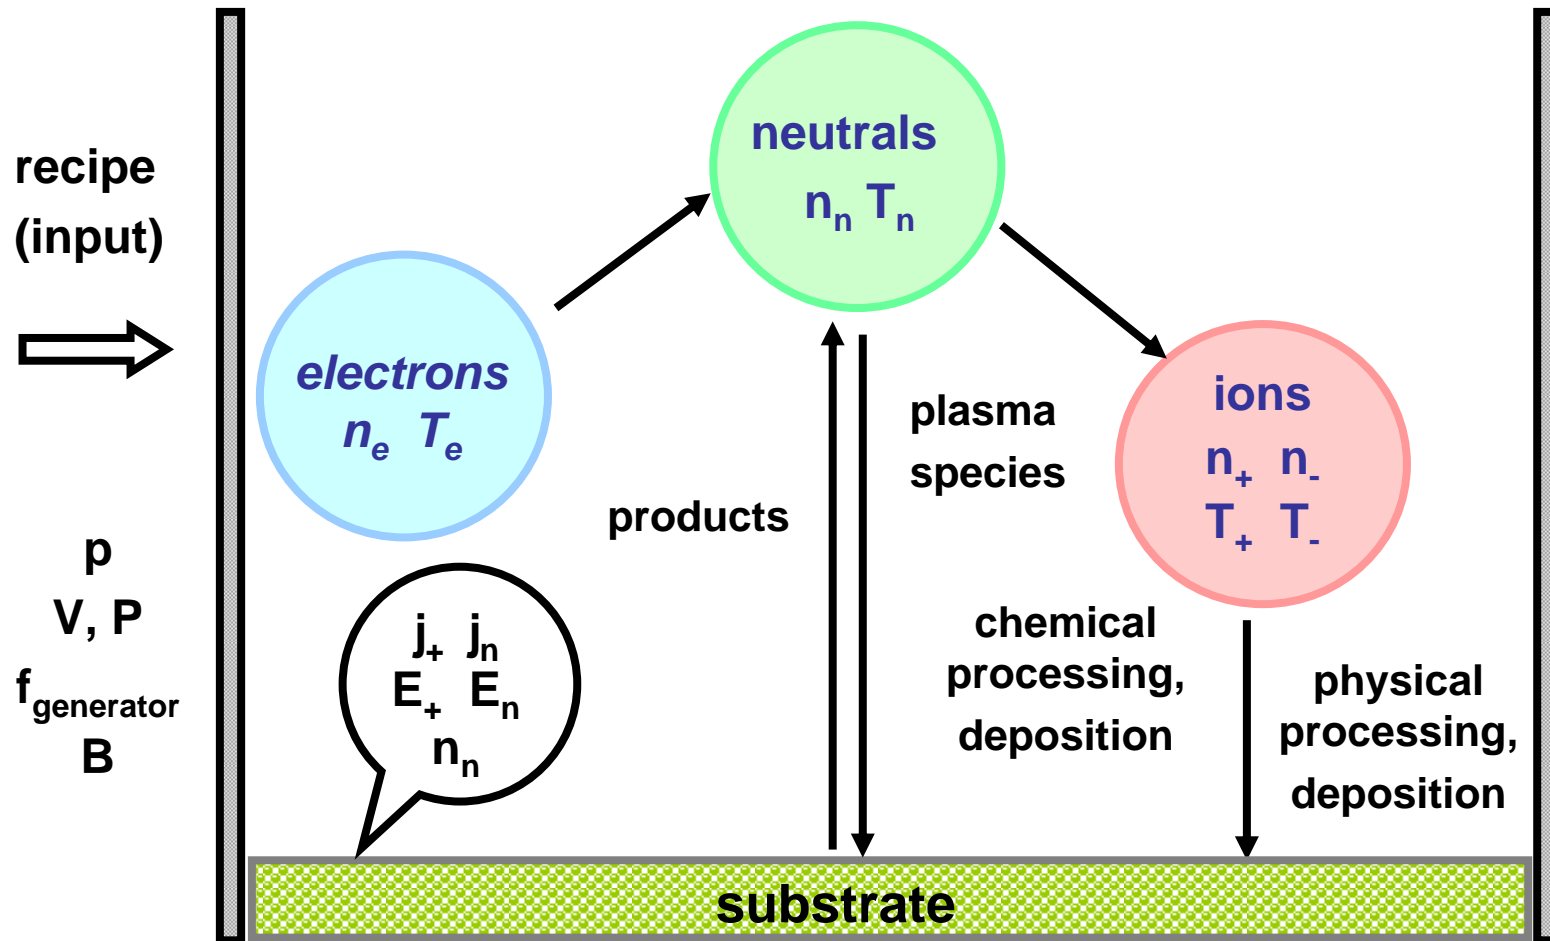 recipe
(input)
p
V, P
f_generator
B
electrons
n_e T_e
neutrals
n_n T_n
ions
n_+ n_-
T_+ T_-
j_+ j_n
E_+ E_n
n_n
products
plasma
species
chemical
processing,
deposition
physical
processing,
deposition
substrate